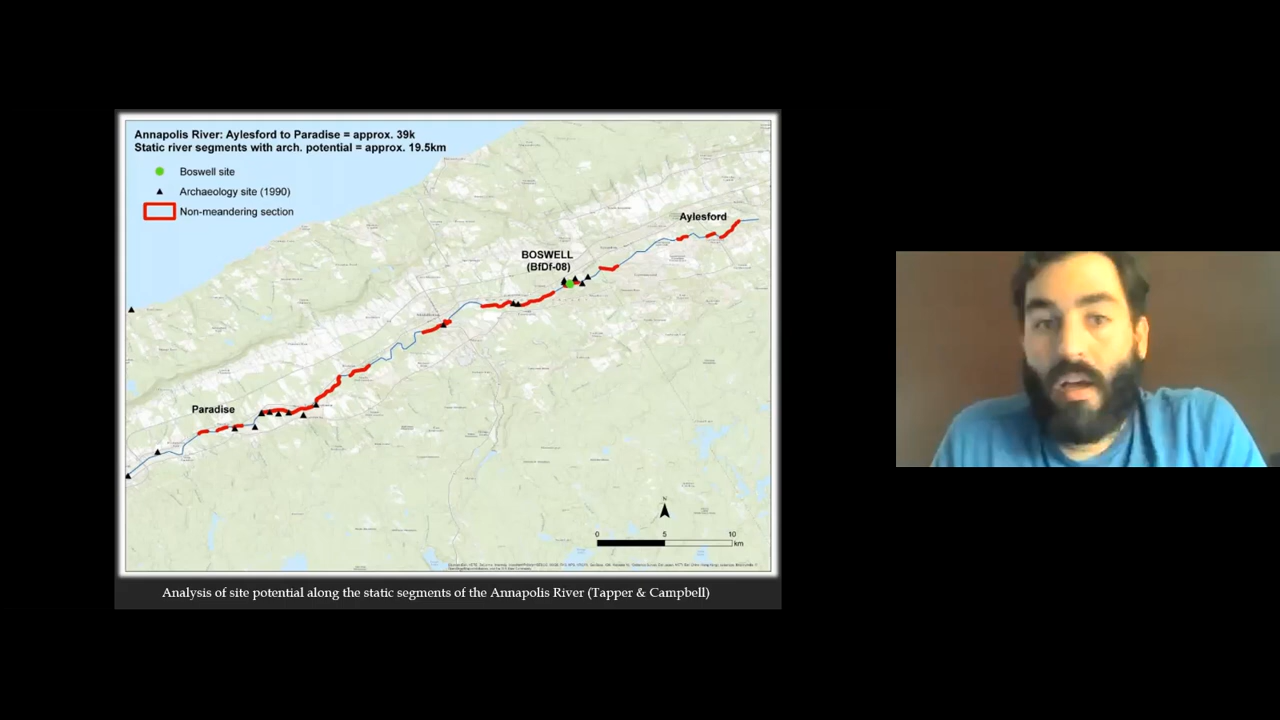 Annapolis River: Aylesford to Paradise = approx. 39k
Static river segments with arch. potential = approx. 19.5km
Boswell site
Archaeology site (1990)
Non-meandering section
Aylesford
BOSWELL
(BfDf-08)
Paradise
N
0 5 10
km
Analysis of site potential along the static segments of the Annapolis River (Tapper & Campbell)